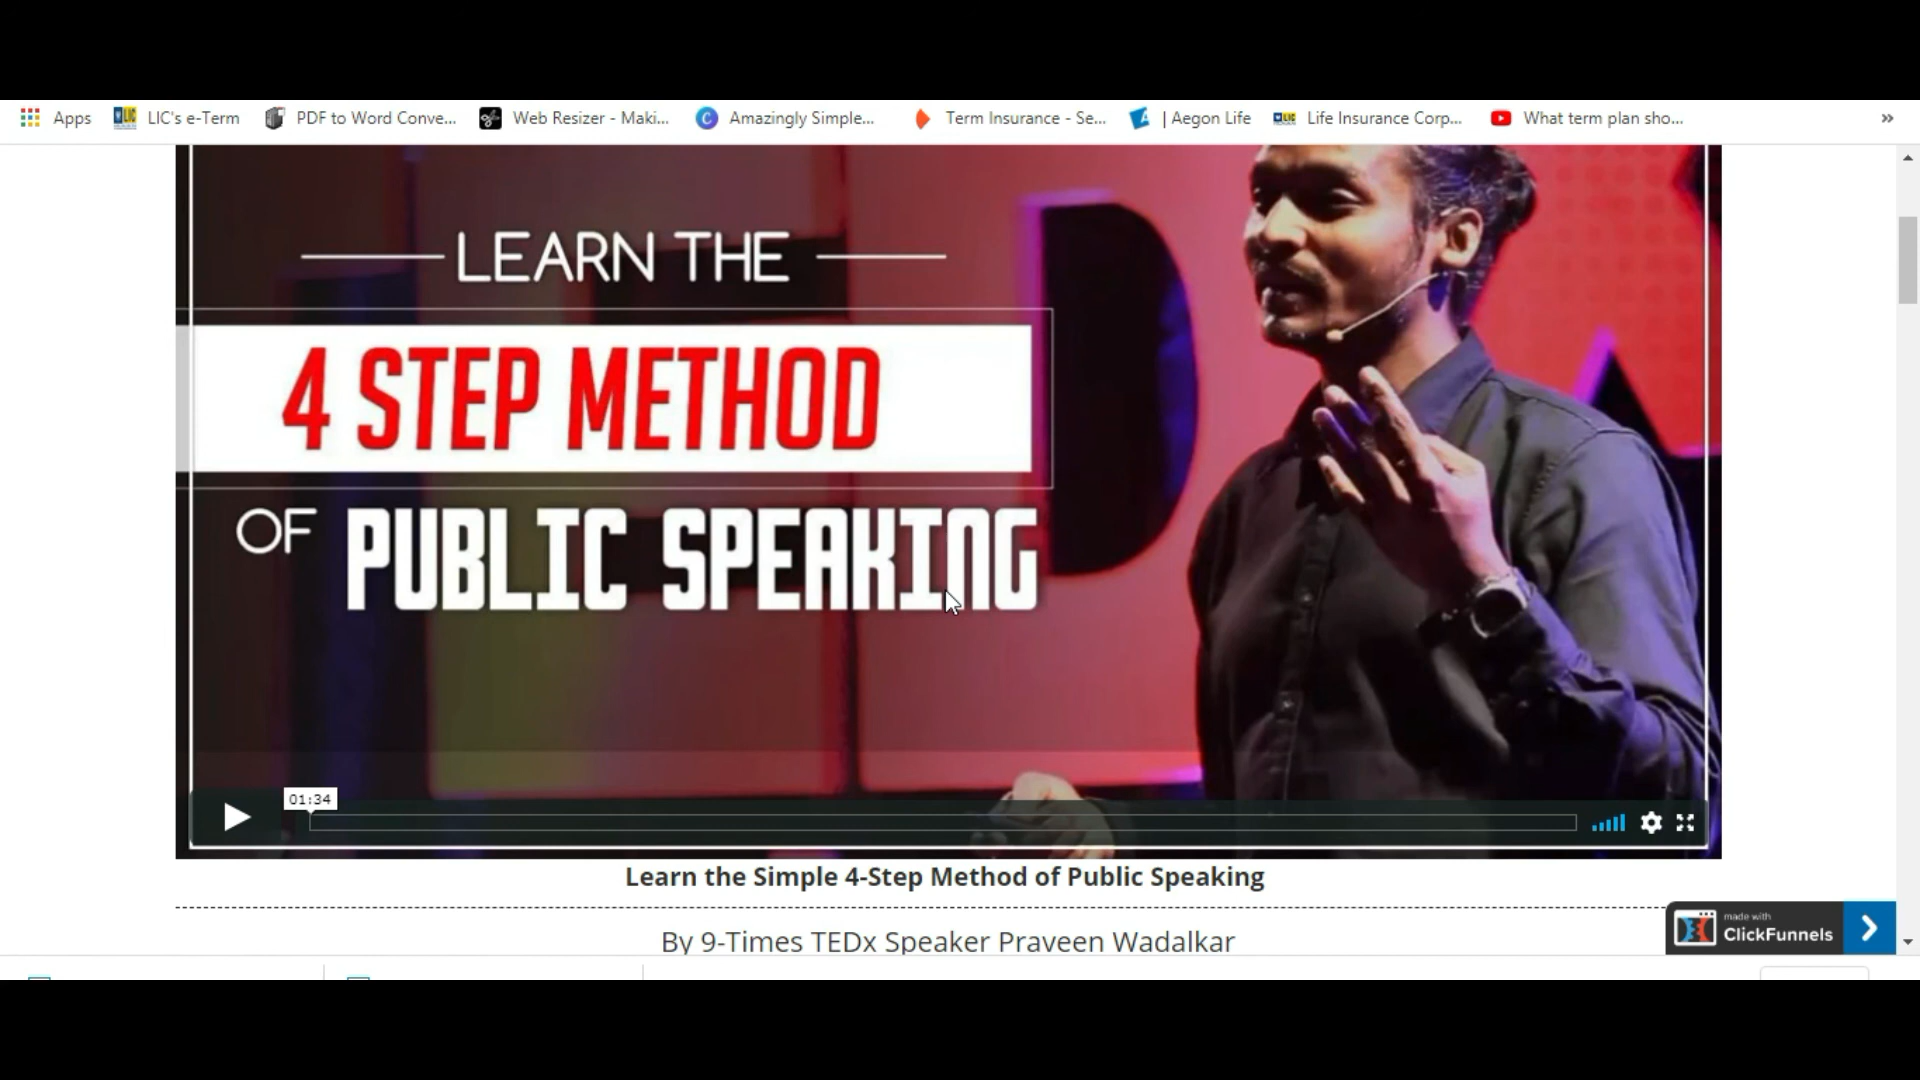 Apps LIC's e-Term PDF to Word Conve... Web Resizer - Maki... Amazingly Simple... Term Insurance - Se... | Aegon Life Life Insurance Corp... What term plan sho... »
LEARN THE
4 STEP METHOD
OF PUBLIC SPEAKING
01:34
Learn the Simple 4-Step Method of Public Speaking
By 9-Times TEDx Speaker Praveen Wadalkar
made with
ClickFunnels